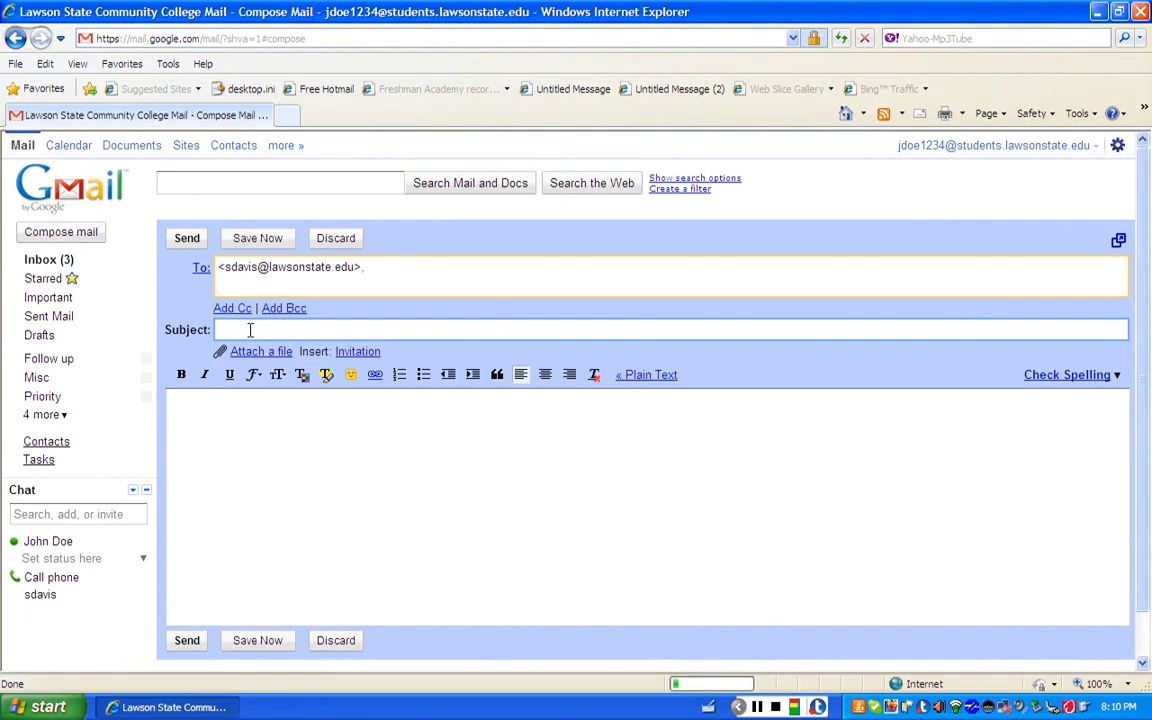 Lawson State Community College Mail - Compose Mail - jdoe1234@students.lawsonstate.edu - Windows Internet Explorer
https://mail.google.com/mail/?shva=1#compose
Yahoo-Mp3Tube
File Edit View Favorites Tools Help
Favorites Suggested Sites desktop.ini Free Hotmail Freshman Academy recor... Untitled Message Untitled Message (2) Web Slice Gallery Bing™Traffic
Lawson State Community College Mail - Compose Mail ... Page Safety Tools »
Mail Calendar Documents Sites Contacts more » jdoe1234@students.lawsonstate.edu
Gmail
by Google
Search Mail and Docs Search the Web
Show search options
Create a filter
Compose mail
Send Save Now Discard
Inbox (3)
Starred
Important
Sent Mail
Drafts
Follow up
Misc
Priority
4 more▼
Contacts
Tasks
Chat
Search, add, or invite
John Doe
Set status here
Call phone
sdavis
To: <sdavis@lawsonstate.edu>,
Add Cc | Add Bcc
Subject:
Attach a file Insert: Invitation
B I U « Plain Text Check Spelling ▼
Send Save Now Discard
Done Internet 100%
start Lawson State Commu... 8:10 PM